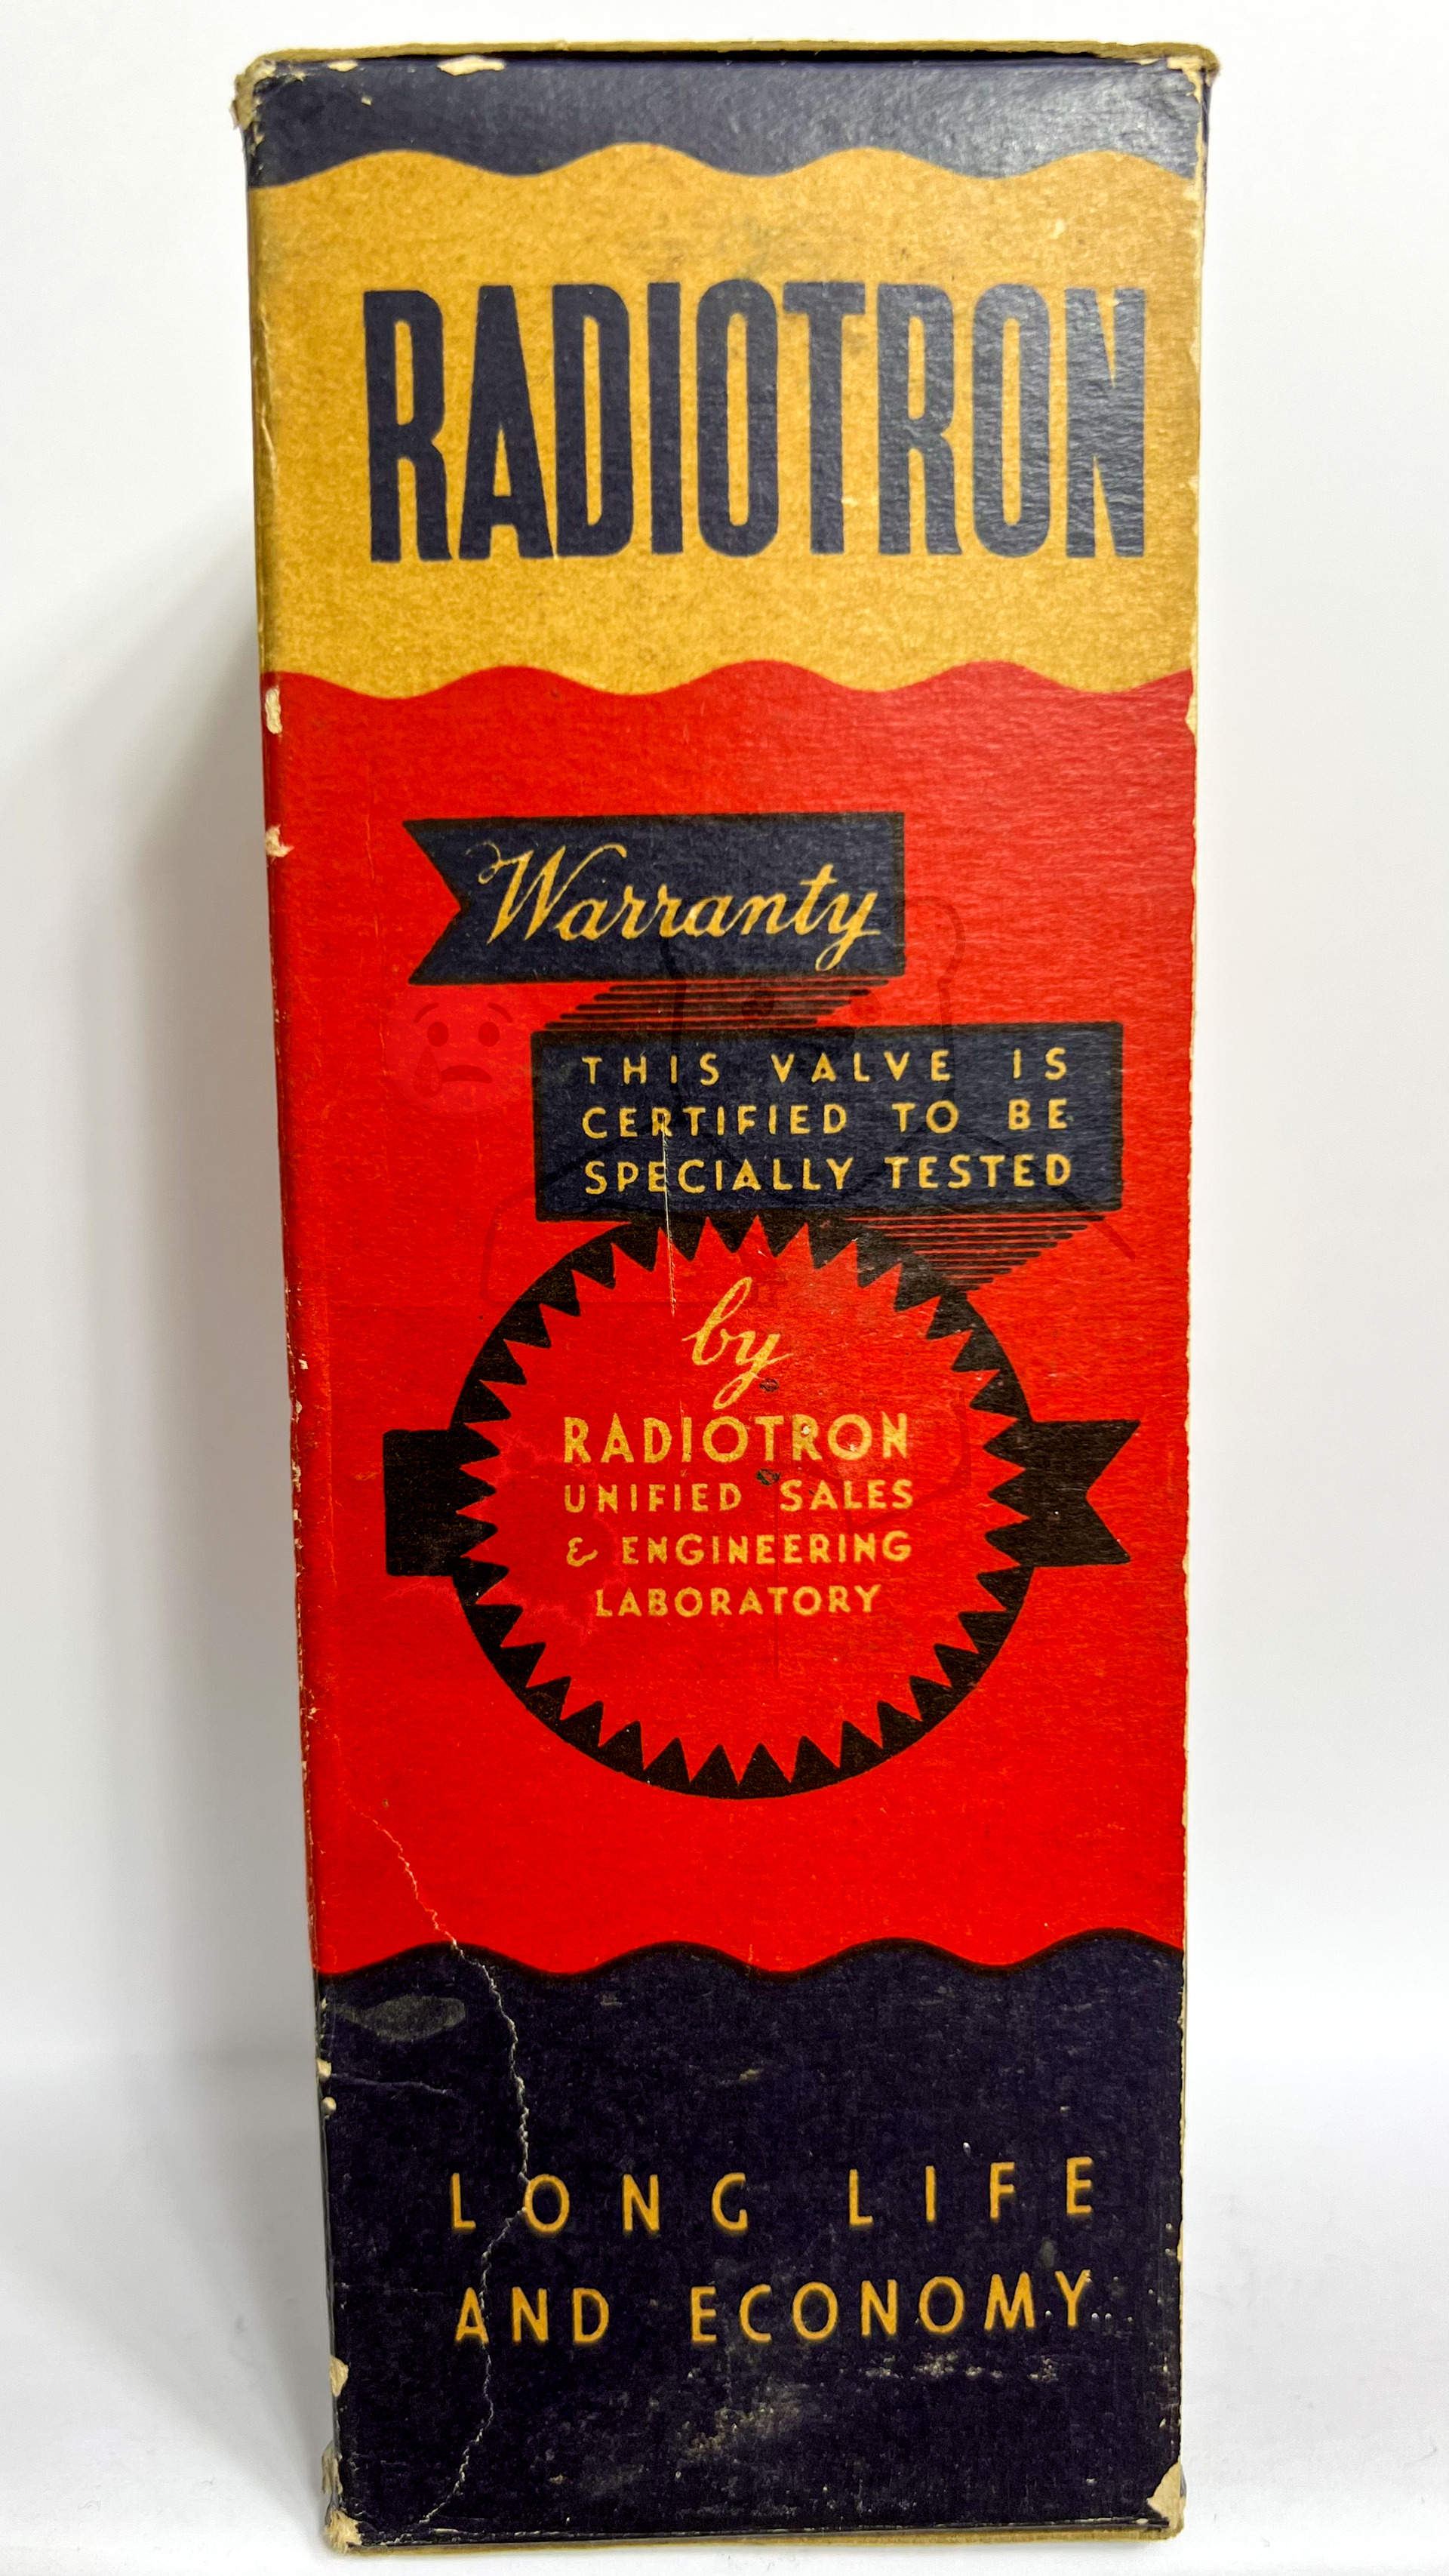 RADIOTRON
Warranty
THIS VALVE IS
CERTIFIED TO BE
SPECIALLY TESTED
by
RADIOTRON
UNIFIED SALES
& ENGINEERING
LABORATORY
LONG LIFE
AND ECONOMY